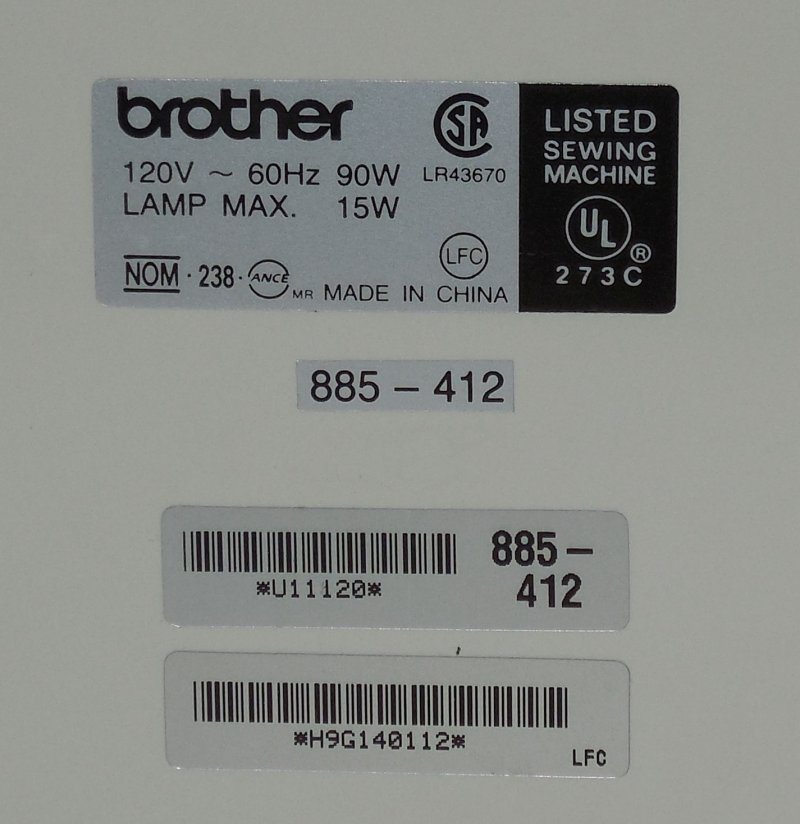 brother
120V ~ 60Hz 90W
LAMP MAX. 15W
SA
LR43670
LFC
NOM · 238 · ANCE MR MADE IN CHINA
LISTED
SEWING
MACHINE
UL ®
273C
885 – 412
*U11120*
885 –
412
*H9G140112*
LFC